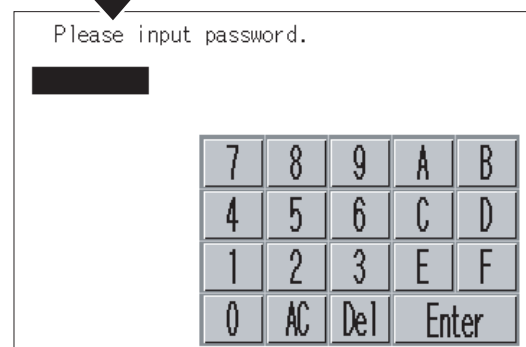 Please input password.
7 8 9 A B
4 5 6 C D
1 2 3 E F
0 AC Del Enter